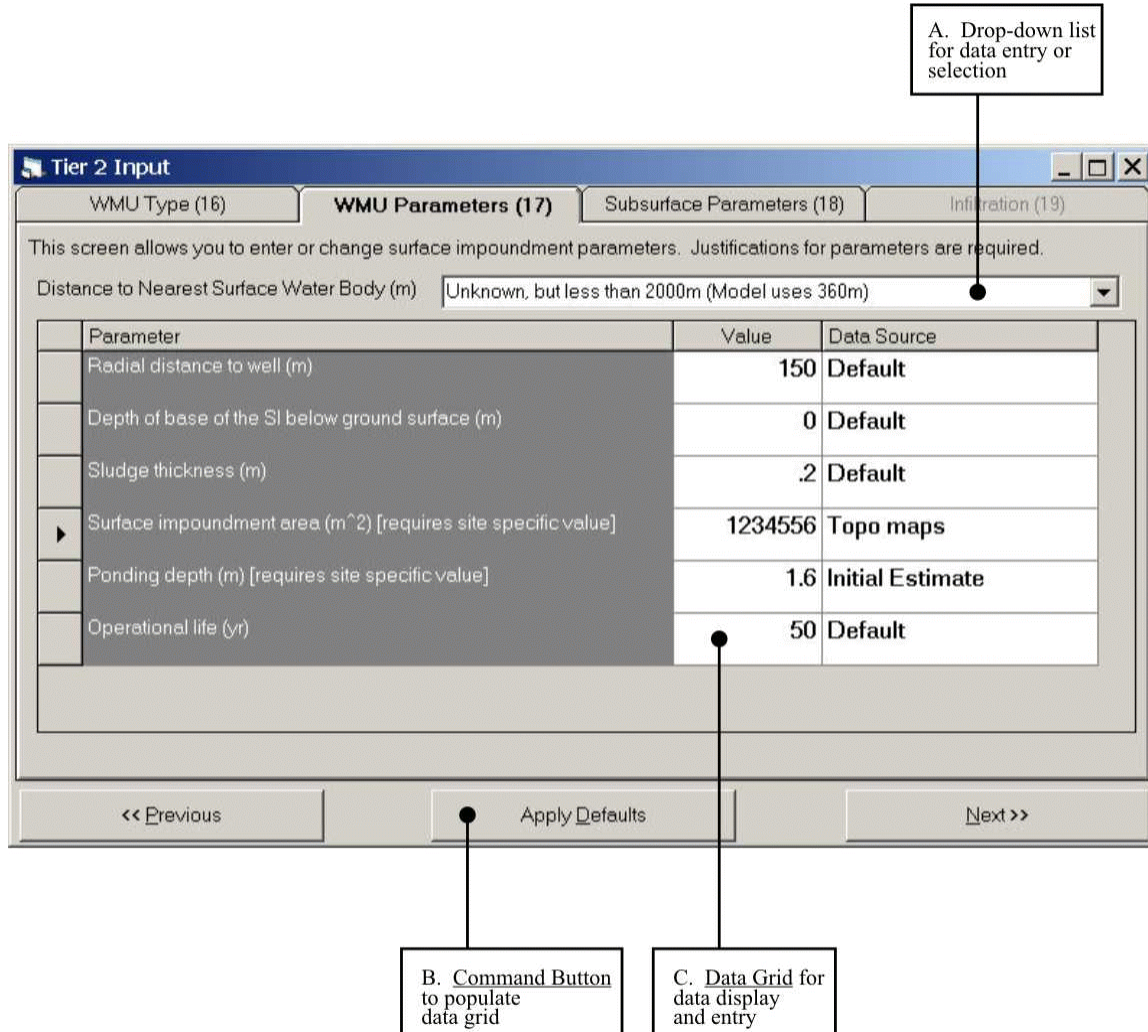 A. Drop-down list
for data entry or
selection
Tier 2 Input
WMU Type (16) WMU Parameters (17) Subsurface Parameters (18) Infiltration (19)
This screen allows you to enter or change surface impoundment parameters. Justifications for parameters are required.
Distance to Nearest Surface Water Body (m) Unknown, but less than 2000m (Model uses 360m)
Parameter Value Data Source
Radial distance to well (m) 150 Default
Depth of base of the SI below ground surface (m) 0 Default
Sludge thickness (m) .2 Default
Surface impoundment area (m^2) [requires site specific value] 1234556 Topo maps
Ponding depth (m) [requires site specific value] 1.6 Initial Estimate
Operational life (yr) 50 Default
<< Previous Apply Defaults Next >>
B. Command Button
to populate
data grid
C. Data Grid for
data display
and entry